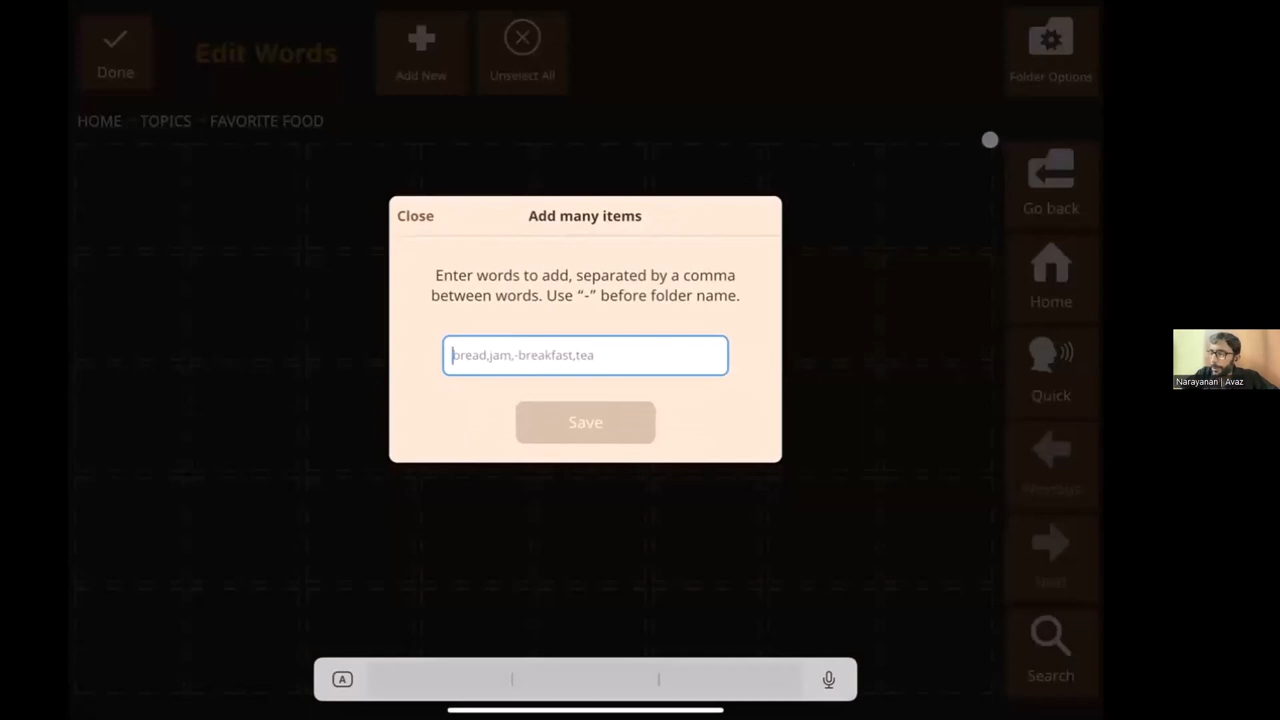 Done
Edit Words
Add New
Unselect All
Folder Options
HOME TOPICS FAVORITE FOOD
Close
Add many items
Enter words to add, separated by a comma
between words. Use “-” before folder name.
bread,jam,-breakfast,tea
Save
Go back
Home
Quick
Previous
Next
Search
A
Narayanan | Avaz